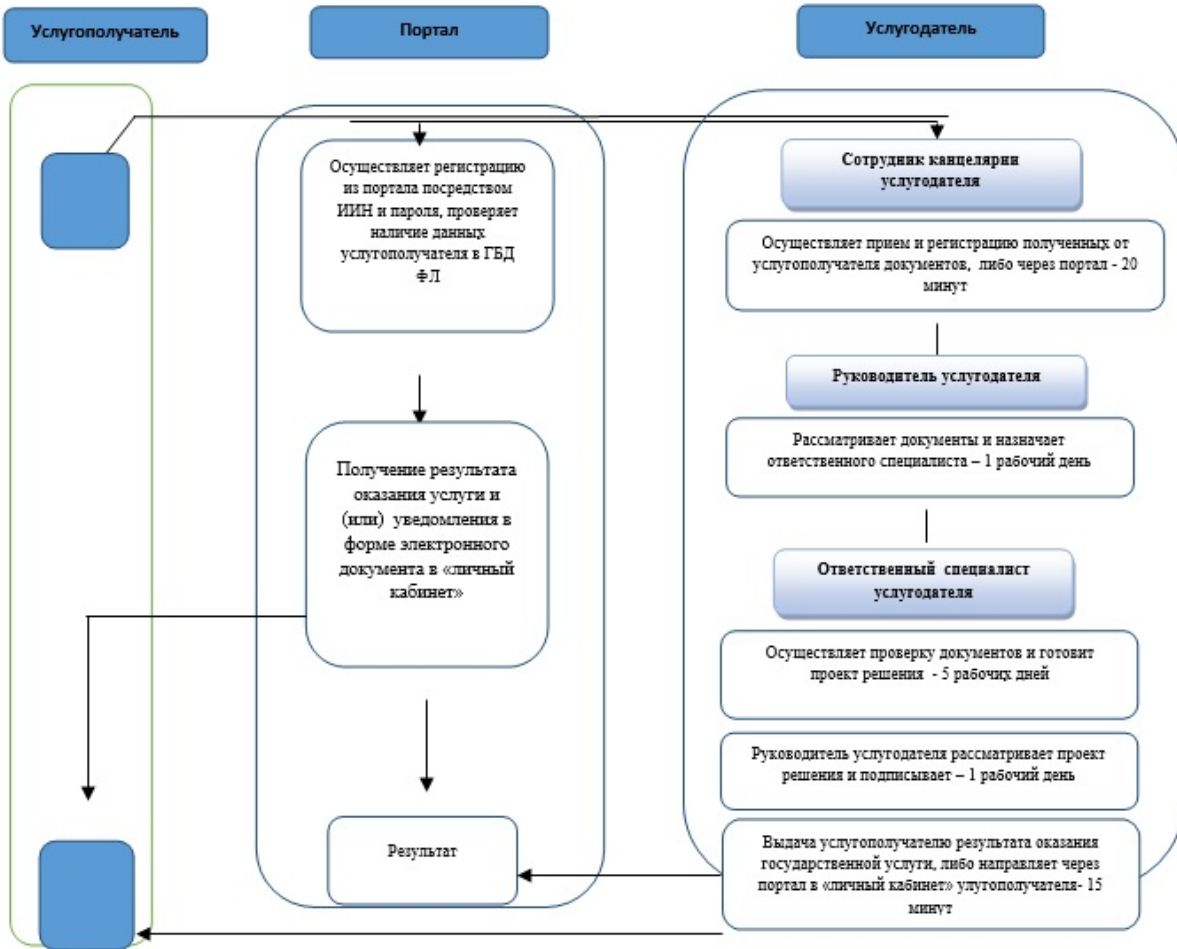 Услугополучатель
Портал
Услугодатель
Осуществляет регистрацию
из портала посредством
ИИН и пароля, проверяет
наличие данных
услугополучателя в ГБД
ФЛ
Получение результата
оказания услуги и
(или) уведомления в
форме электронного
документа в «личный
кабинет»
Результат
Сотрудник канцелярии
услугодателя
Осуществляет прием и регистрацию полученных от
услугополучателя документов, либо через портал - 20
минут
Руководитель услугодателя
Рассматривает документы и назначает
ответственного специалиста – 1 рабочий день
Ответственный специалист
услугодателя
Осуществляет проверку документов и готовит
проект решения - 5 рабочих дней
Руководитель услугодателя рассматривает проект
решения и подписывает – 1 рабочий день
Выдача услугополучателю результата оказания
государственной услуги, либо направляет через
портал в «личный кабинет» улугополучателя- 15
минут